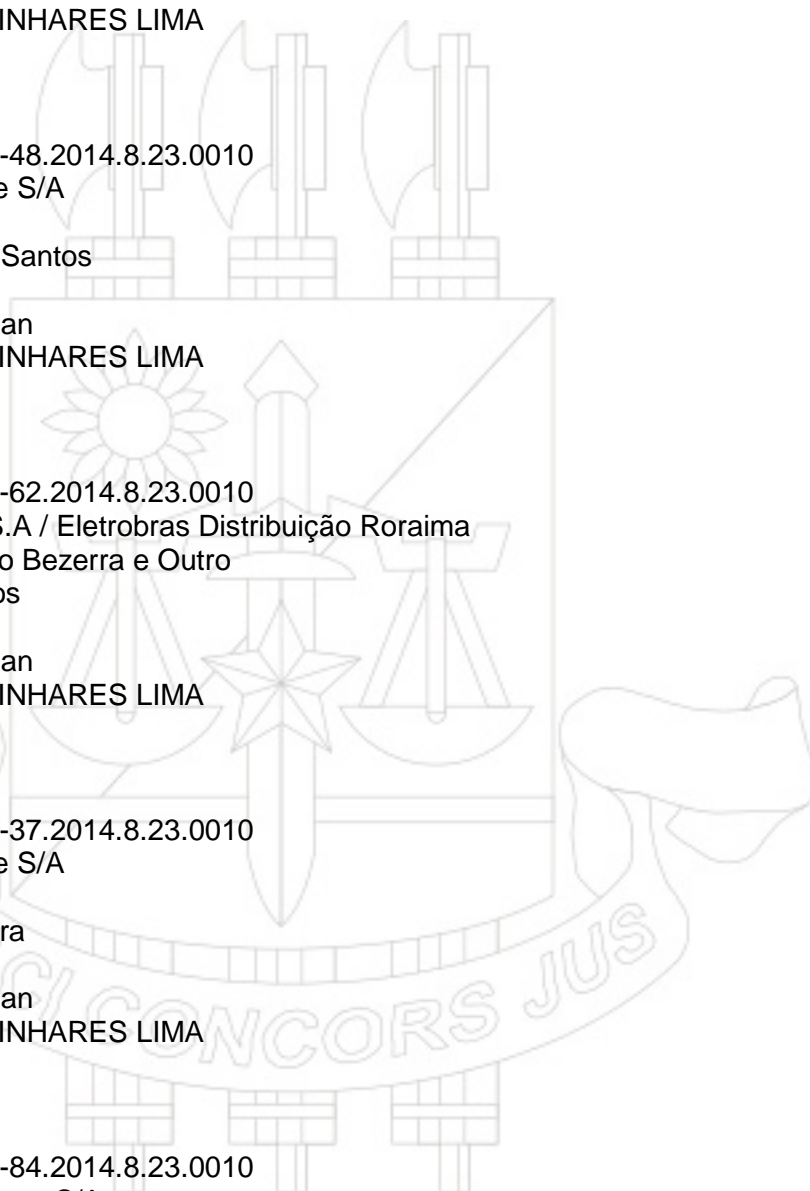 INHARES LIMA
-48.2014.8.23.0010
e S/A
Santos
an
INHARES LIMA
-62.2014.8.23.0010
S.A / Eletrobras Distribuição Roraima
o Bezerra e Outro
os
an
INHARES LIMA
-37.2014.8.23.0010
e S/A
ra
an
INHARES LIMA
CI CONCORS JUS
-84.2014.8.23.0010